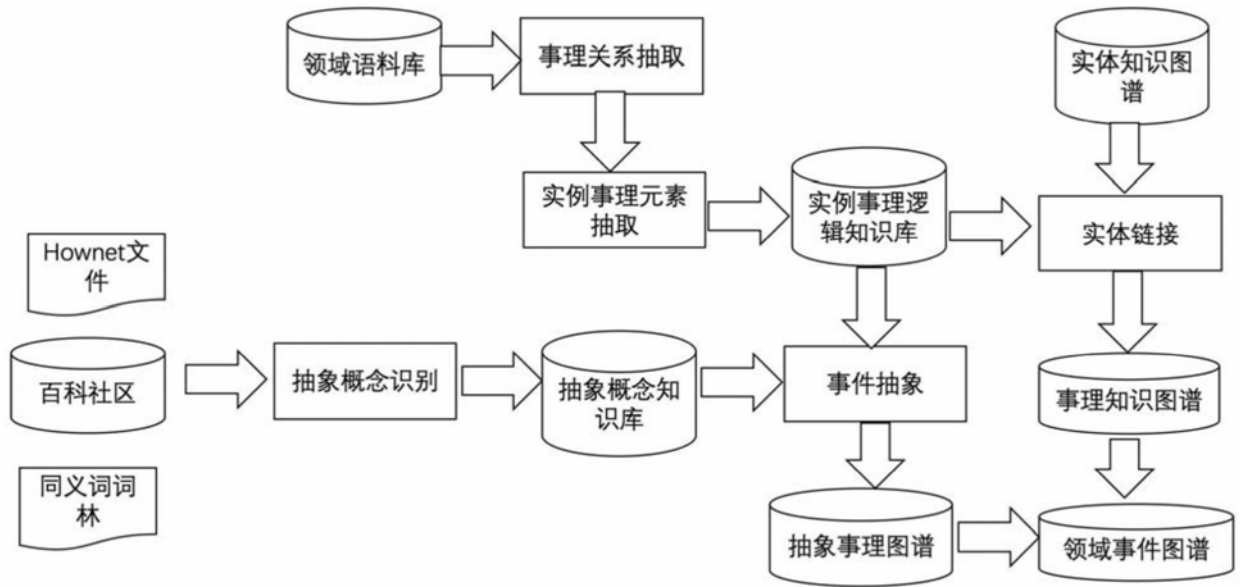 领域语料库
事理关系抽取
实体知识图
谱
实例事理元素
抽取
实例事理逻
辑知识库
实体链接
Hownet文
件
百科社区
抽象概念识别
抽象概念知
识库
事件抽象
事理知识图谱
同义词词
林
抽象事理图谱
领域事件图谱